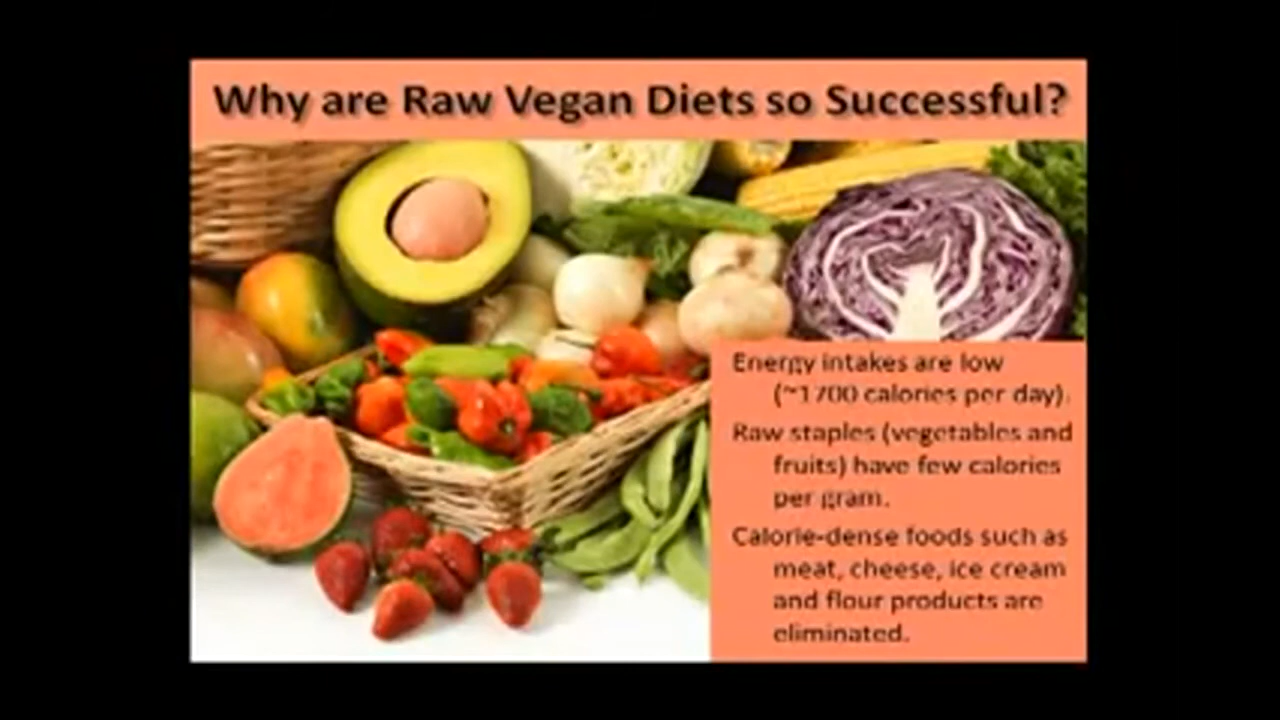 Why are Raw Vegan Diets so Successful?
Energy intakes are low
(~1700 calories per day).
Raw staples (vegetables and
fruits) have few calories
per gram.
Calorie-dense foods such as
meat, cheese, ice cream
and flour products are
eliminated.